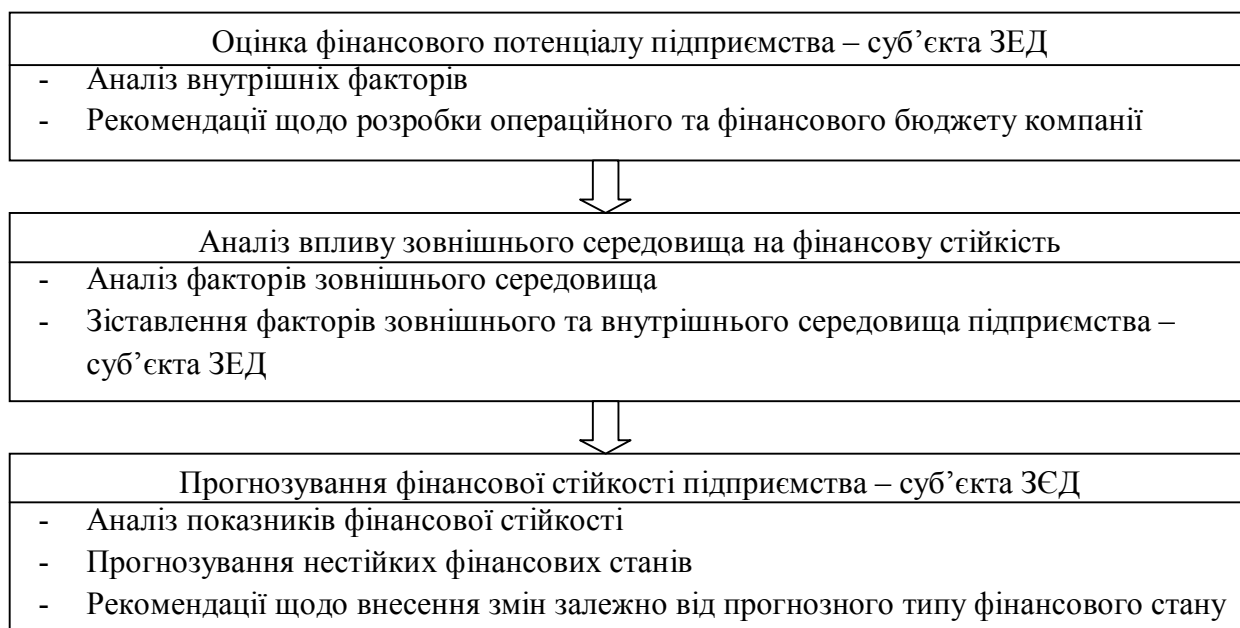 Оцінка фінансового потенціалу підприємства – суб’єкта ЗЕД
- Аналіз внутрішніх факторів
- Рекомендації щодо розробки операційного та фінансового бюджету компанії
Аналіз впливу зовнішнього середовища на фінансову стійкість
- Аналіз факторів зовнішнього середовища
- Зіставлення факторів зовнішнього та внутрішнього середовища підприємства –
суб’єкта ЗЕД
Прогнозування фінансової стійкості підприємства – суб’єкта ЗЄД
- Аналіз показників фінансової стійкості
- Прогнозування нестійких фінансових станів
- Рекомендації щодо внесення змін залежно від прогнозного типу фінансового стану